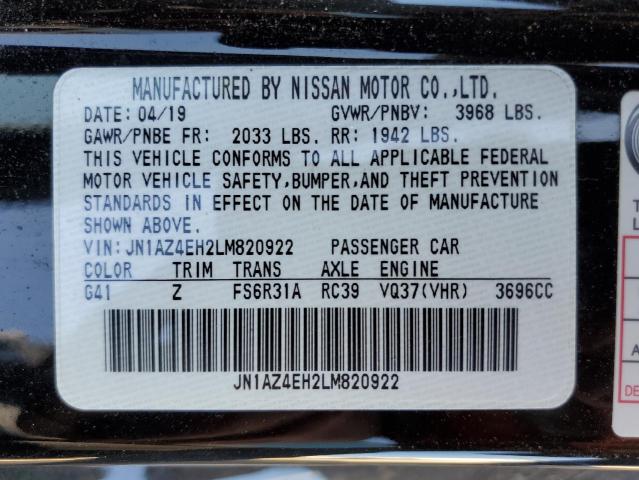 MANUFACTURED BY NISSAN MOTOR CO.,LTD.
DATE: 04/19 GVWR/PNBV: 3968 LBS.
GAWR/PNBE FR: 2033 LBS. RR: 1942 LBS.
THIS VEHICLE CONFORMS TO ALL APPLICABLE FEDERAL
MOTOR VEHICLE SAFETY,BUMPER,AND THEFT PREVENTION
STANDARDS IN EFFECT ON THE DATE OF MANUFACTURE
SHOWN ABOVE.
VIN: JN1AZ4EH2LM820922 PASSENGER CAR
COLOR TRIM TRANS AXLE ENGINE
G41 Z FS6R31A RC39 VQ37(VHR) 3696CC
JN1AZ4EH2LM820922